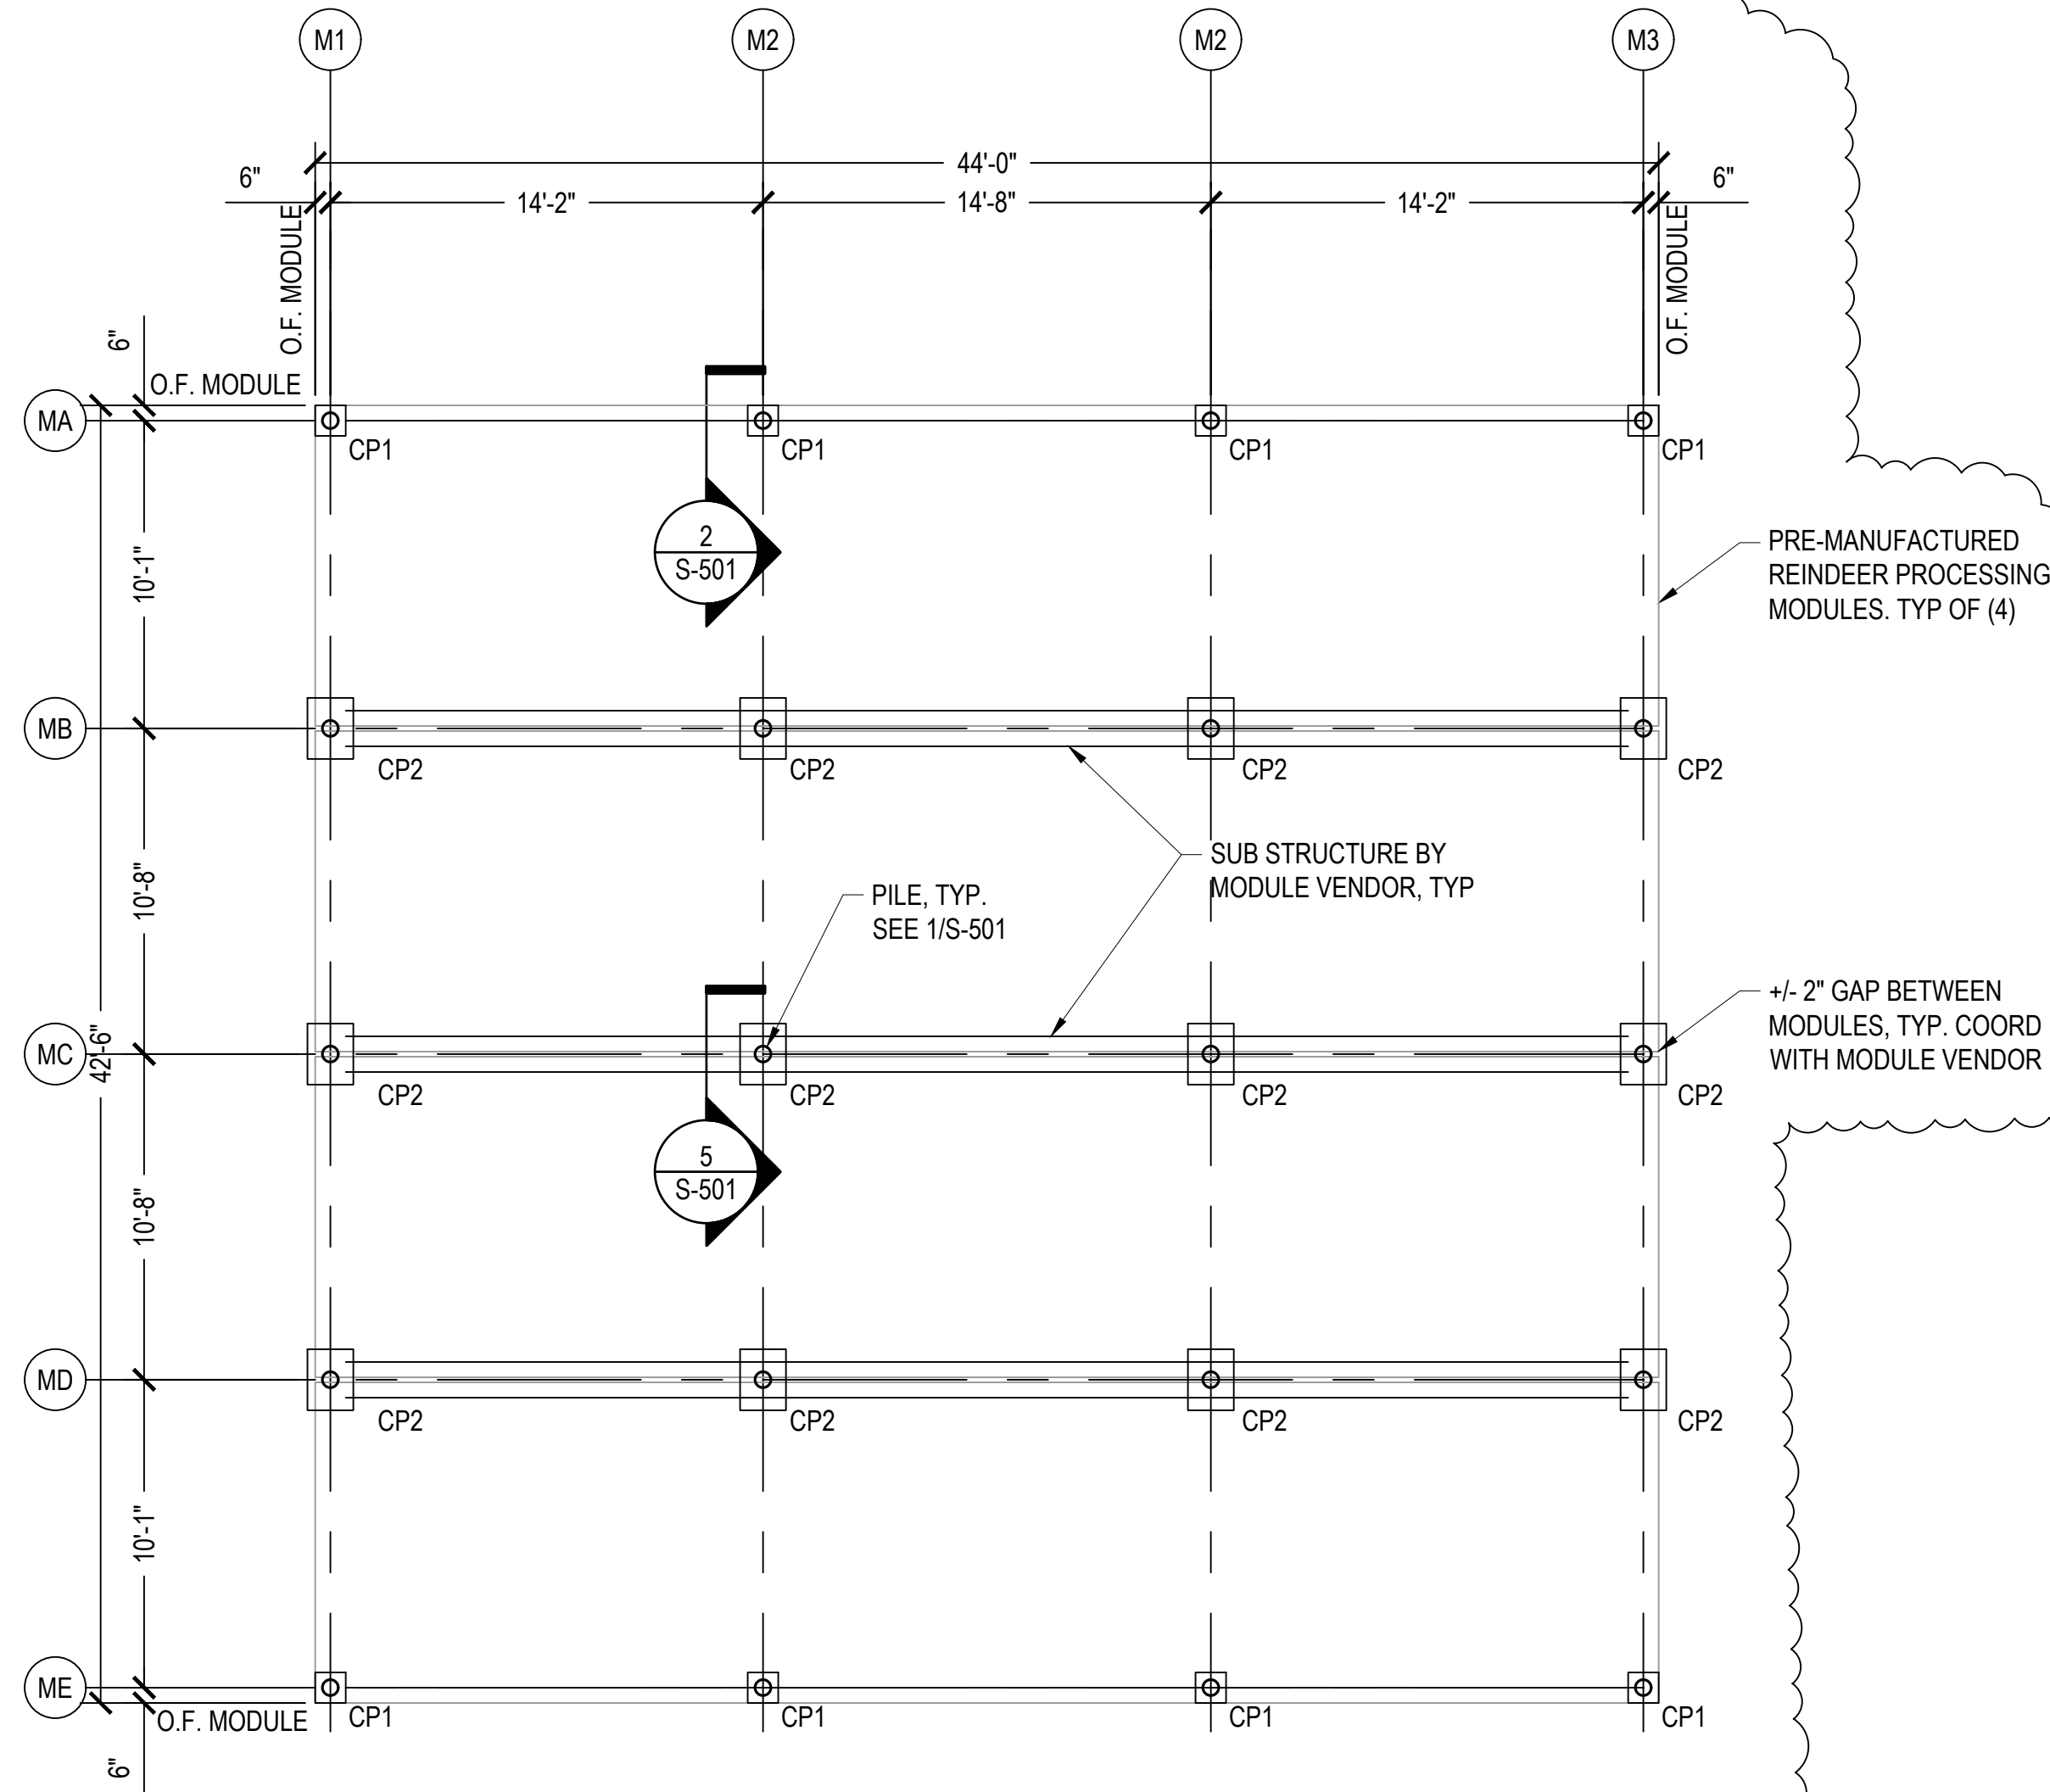 M1 M2 M2 M3
44'-0"
6" 14'-2" 14'-8" 14'-2" 6"
O.F. MODULE
O.F. MODULE
6"
O.F. MODULE
MA
CP1 CP1 CP1 CP1
2
S-501
10'-1"
PRE-MANUFACTURED
REINDEER PROCESSING
MODULES. TYP OF (4)
MB
CP2 CP2 CP2 CP2
10'-8"
SUB STRUCTURE BY
MODULE VENDOR, TYP
PILE, TYP.
SEE 1/S-501
+/- 2" GAP BETWEEN
MODULES, TYP. COORD
WITH MODULE VENDOR
MC
42'-6"
CP2 CP2 CP2 CP2
5
S-501
10'-8"
MD
CP2 CP2 CP2 CP2
10'-1"
ME
O.F. MODULE
CP1 CP1 CP1 CP1
6"